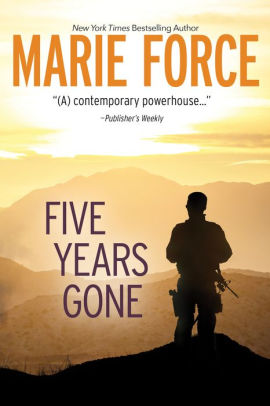 New York Times Bestselling Author
MARIE FORCE
“(A) contemporary powerhouse...”
–Publisher's Weekly
FIVE
YEARS
GONE